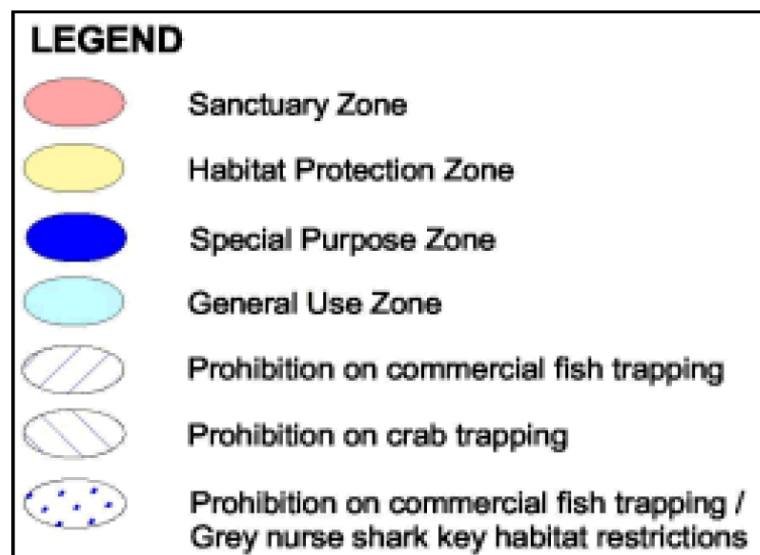 LEGEND
Sanctuary Zone
Habitat Protection Zone
Special Purpose Zone
General Use Zone
Prohibition on commercial fish trapping
Prohibition on crab trapping
Prohibition on commercial fish trapping /
Grey nurse shark key habitat restrictions